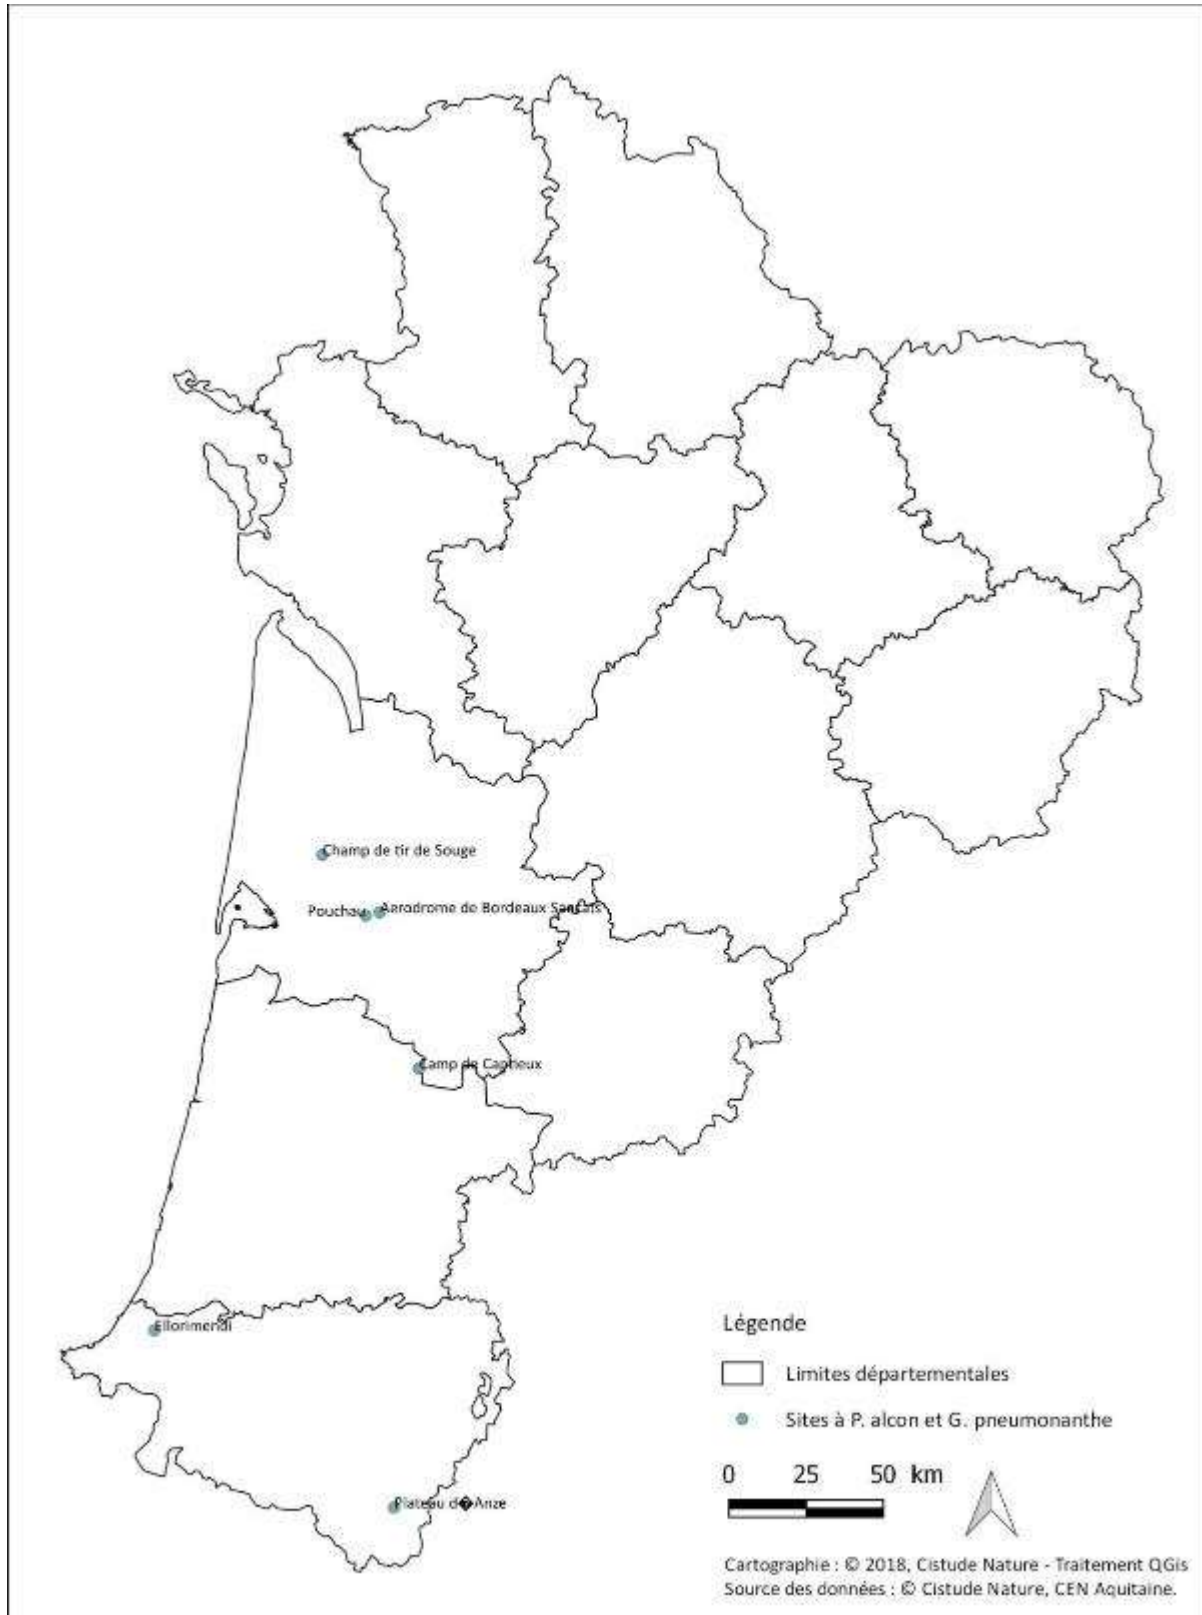 Champ de tir de Souge
Pouchau
Aerodrome de Bordeaux Saucats
Camp de Captieux
Ellorimendi
Plateau d�Anze
Légende
Limites départementales
Sites à P. alcon et G. pneumonanthe
0 25 50 km
Cartographie : © 2018, Cistude Nature - Traitement QGis
Source des données : © Cistude Nature, CEN Aquitaine.